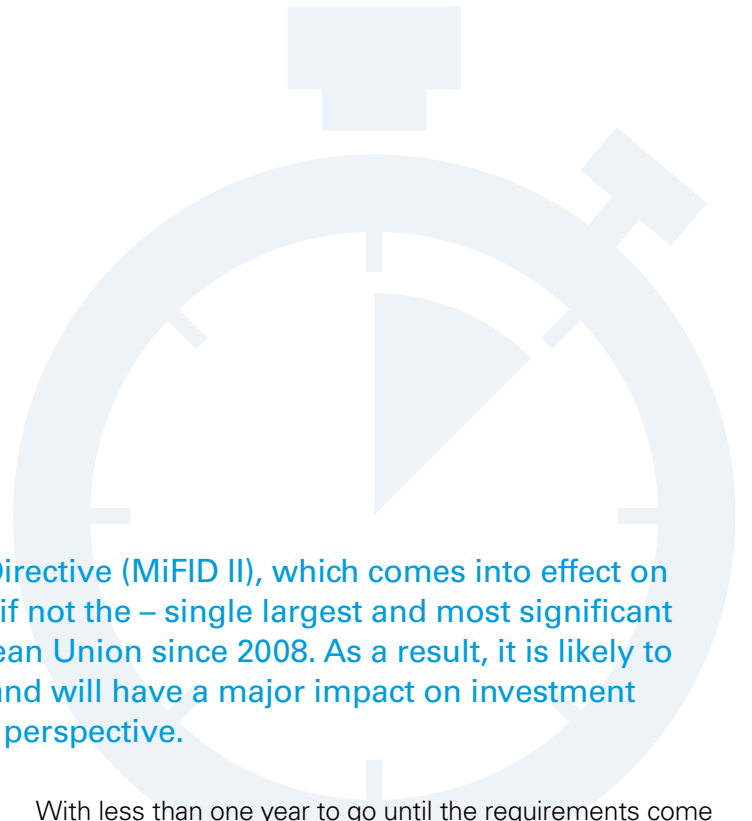 Directive (MiFID II), which comes into effect on
if not the – single largest and most significant
ean Union since 2008. As a result, it is likely to
and will have a major impact on investment
perspective.
With less than one year to go until the requirements come